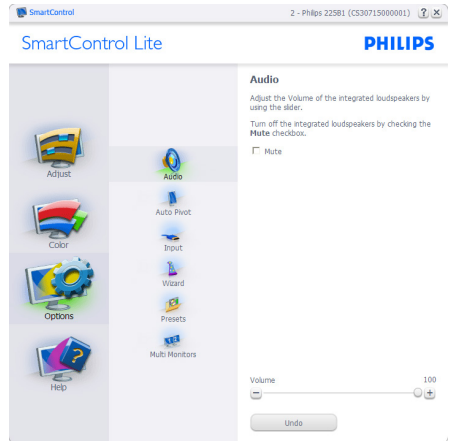 SmartControl
2 - Philips 225B1 (CS30715000001)
SmartControl Lite
PHILIPS
Adjust
Color
Options
Help
Audio
Auto Pivot
Input
Wizard
Presets
Multi Monitors
Audio
Adjust the Volume of the integrated loudspeakers by
using the slider.
Turn off the integrated loudspeakers by checking the
Mute checkbox.
Mute
Volume
100
Undo